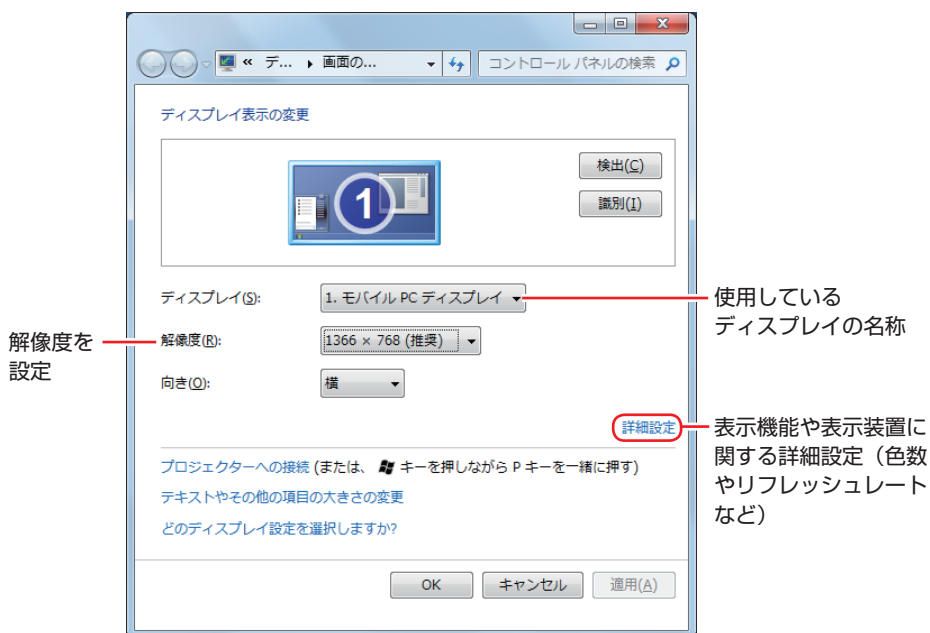 « デ... ▸ 画面の...
コントロール パネルの検索
ディスプレイ表示の変更
1
検出(C)
識別(I)
ディスプレイ(S):
1. モバイル PC ディスプレイ
使用している
ディスプレイの名称
解像度を
設定
解像度(R):
1366 × 768 (推奨)
向き(O):
横
詳細設定
表示機能や表示装置に
関する詳細設定（色数
やリフレッシュレート
など）
プロジェクターへの接続 (または、 キーを押しながら P キーを一緒に押す)
テキストやその他の項目の大きさの変更
どのディスプレイ設定を選択しますか?
OK
キャンセル
適用(A)